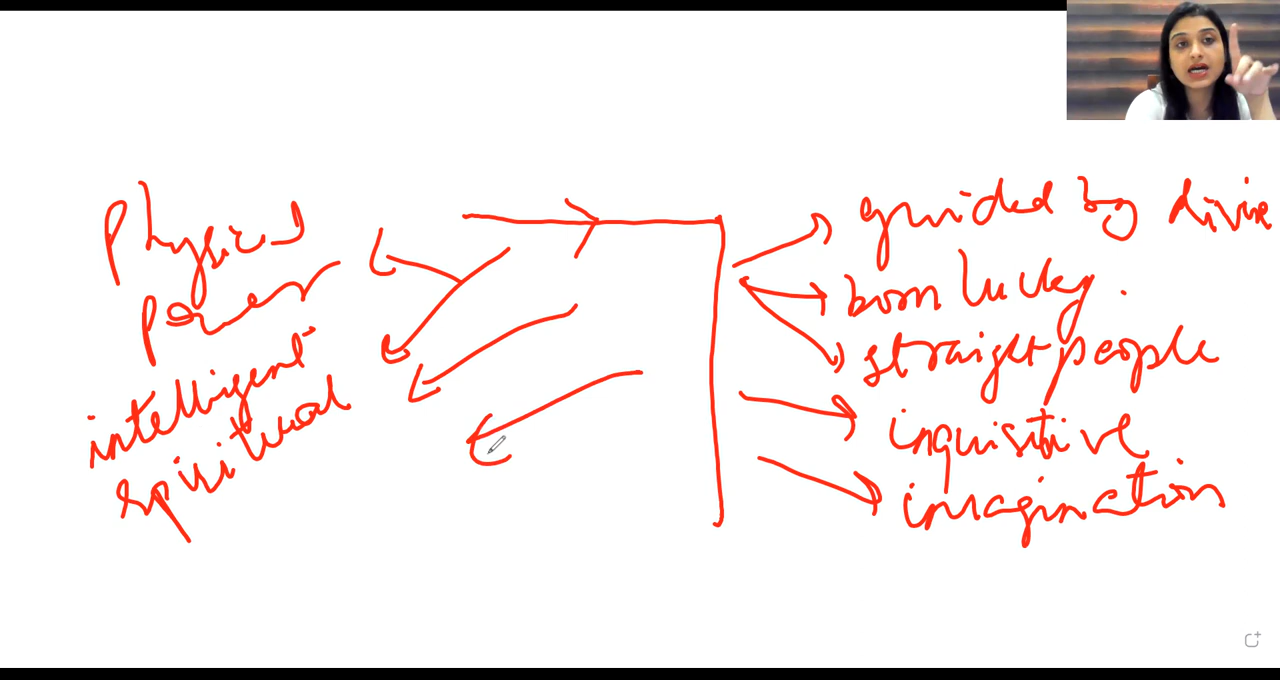 Physical
power
intelligent
spiritual
guided by divine
born lucky.
straight people
inquisitive
imagination